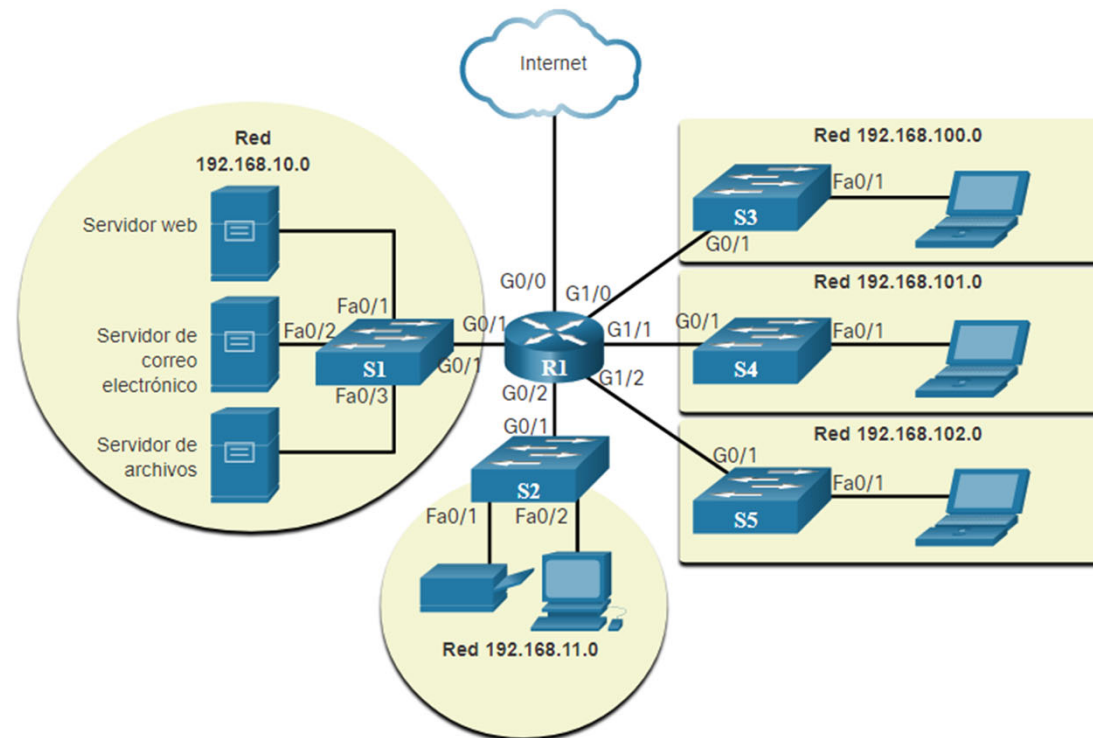 Internet
Red
192.168.10.0
Servidor web
Fa0/1
Servidor de
correo
electrónico
Fa0/2
S1
G0/1
G0/1
Fa0/3
Servidor de
archivos
G0/0
G1/0
G1/1
G1/2
R1
G0/2
G0/1
S2
Fa0/1
Fa0/2
Red 192.168.11.0
Red 192.168.100.0
Fa0/1
S3
G0/1
Red 192.168.101.0
G0/1
Fa0/1
S4
Red 192.168.102.0
G0/1
Fa0/1
S5